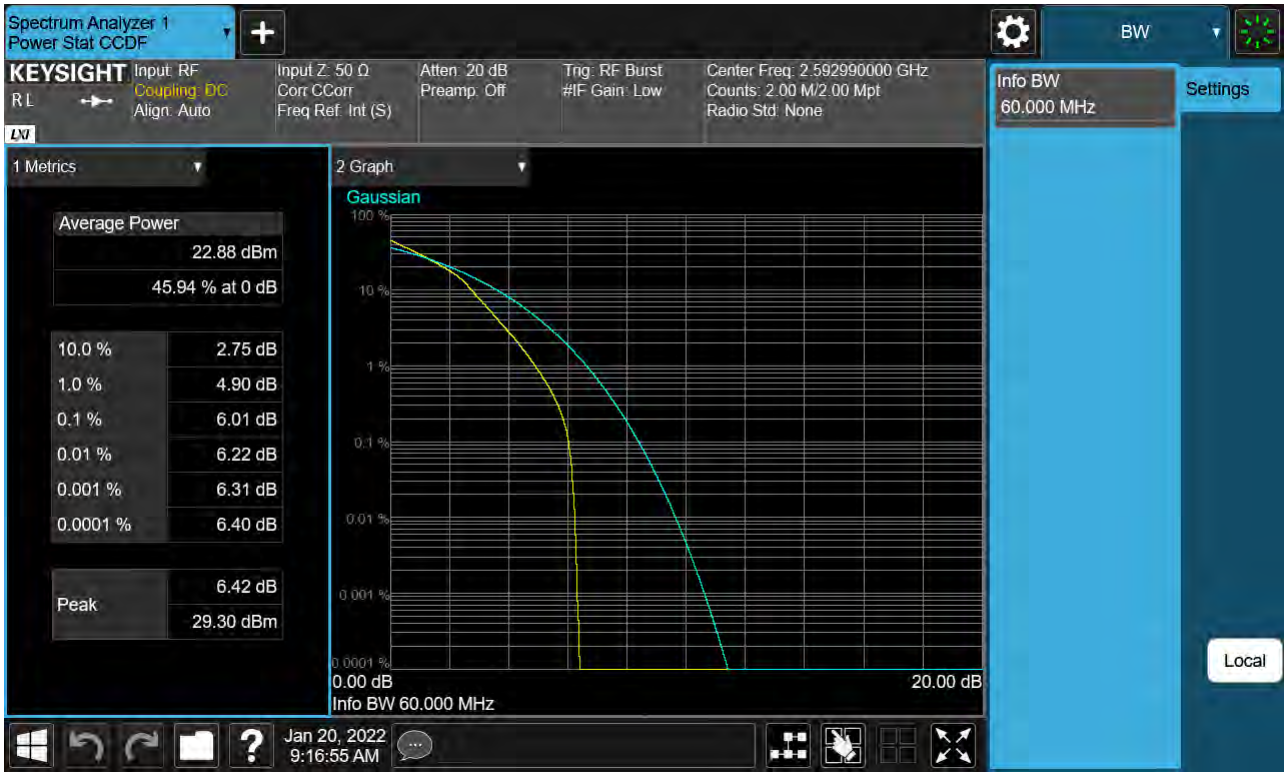 Spectrum Analyzer 1
Power Stat CCDF
+
BW
KEYSIGHT
R L
LXI
Input: RF
Coupling: DC
Align: Auto
Input Z: 50 Ω
Corr CCorr
Freq Ref: Int (S)
Atten: 20 dB
Preamp: Off
Trig: RF Burst
#IF Gain: Low
Center Freq: 2.592990000 GHz
Counts: 2.00 M/2.00 Mpt
Radio Std: None
Info BW
60.000 MHz
Settings
1 Metrics
Average Power
22.88 dBm
45.94 % at 0 dB
10.0 % 2.75 dB
1.0 % 4.90 dB
0.1 % 6.01 dB
0.01 % 6.22 dB
0.001 % 6.31 dB
0.0001 % 6.40 dB
Peak
6.42 dB
29.30 dBm
2 Graph
Gaussian
100 %
10 %
1 %
0.1 %
0.01 %
0.001 %
0.0001 %
0.00 dB 20.00 dB
Info BW 60.000 MHz
Local
?
Jan 20, 2022
9:16:55 AM